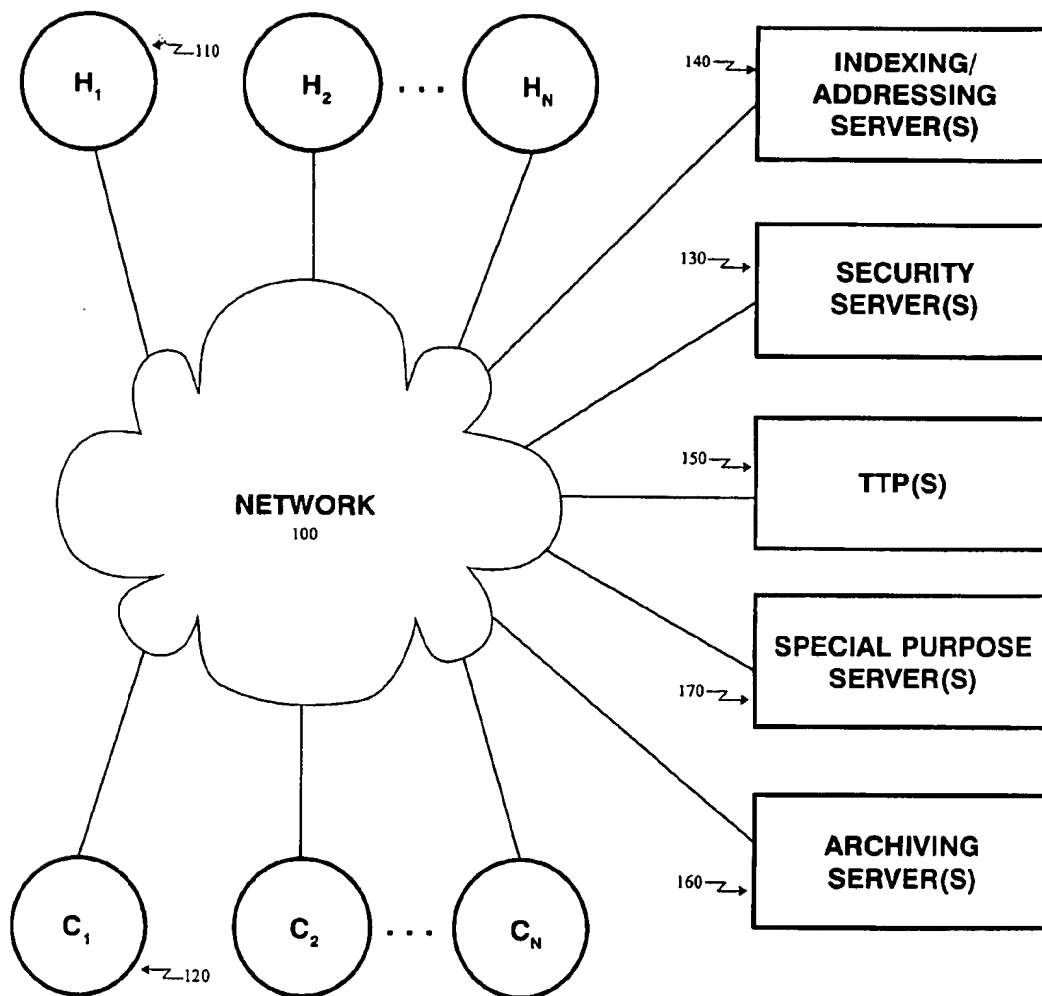 H1
110
H2
. . .
HN
140
INDEXING/
ADDRESSING
SERVER(S)
130
SECURITY
SERVER(S)
150
TTP(S)
NETWORK
100
SPECIAL PURPOSE
SERVER(S)
170
ARCHIVING
SERVER(S)
160
C1
120
C2
. . .
CN